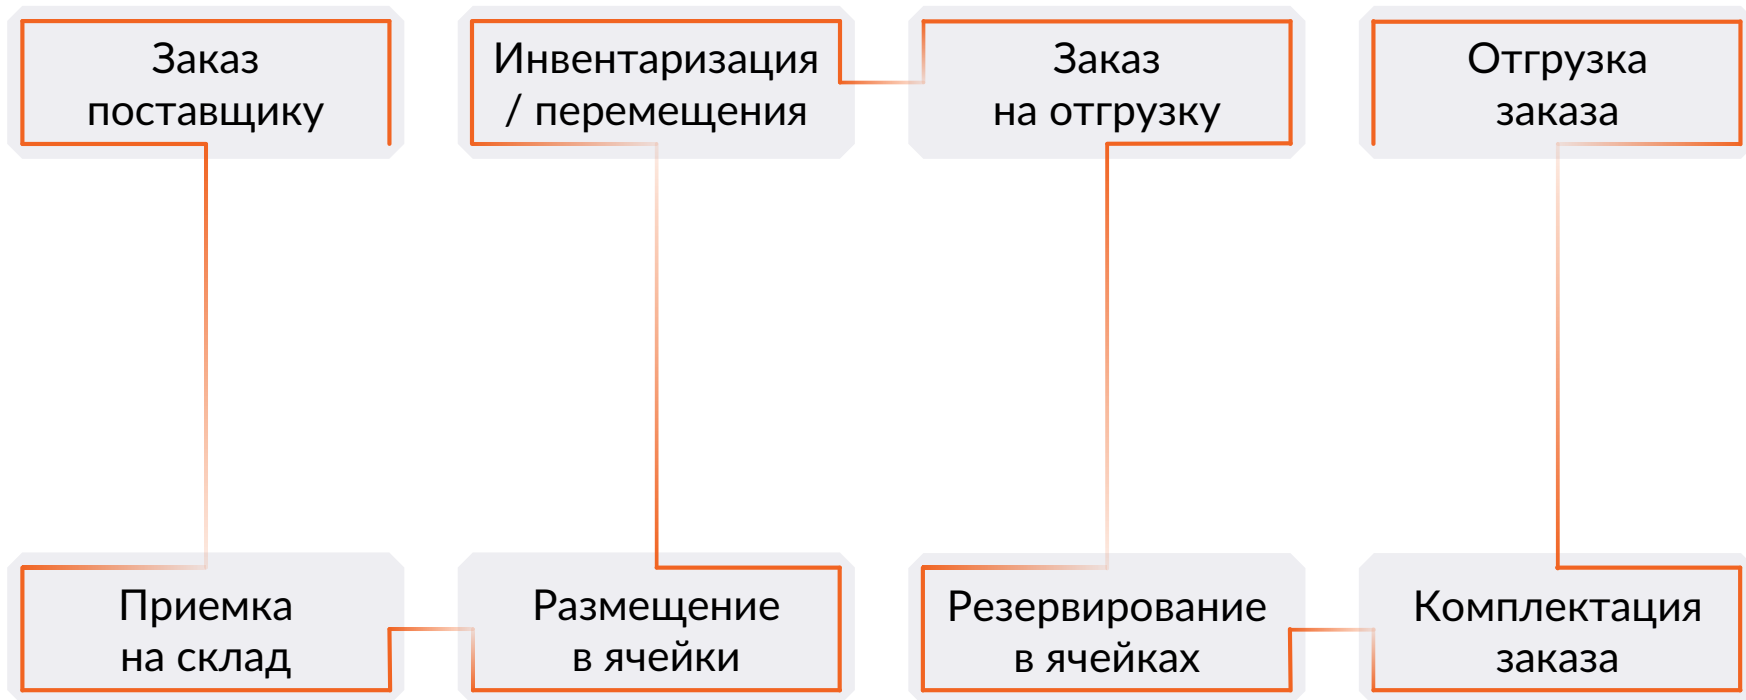 Заказ
поставщику
Инвентаризация
/ перемещения
Заказ
на отгрузку
Отгрузка
заказа
Приемка
на склад
Размещение
в ячейки
Резервирование
в ячейках
Комплектация
заказа